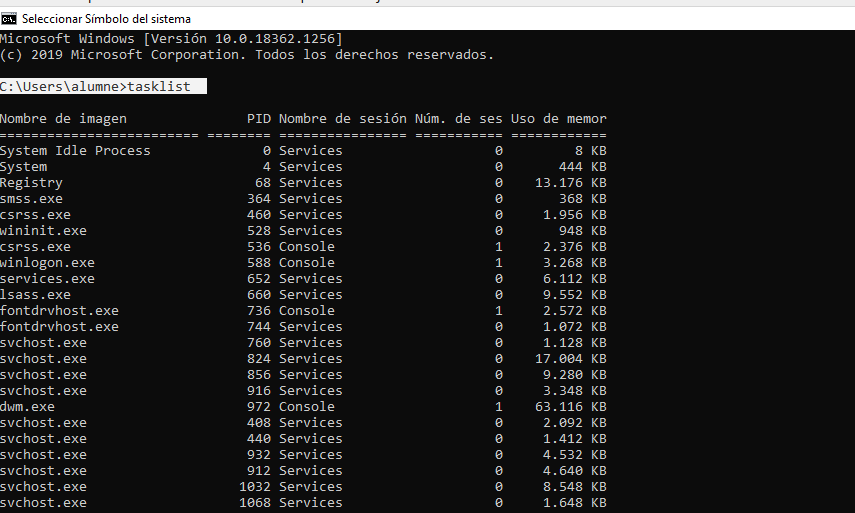 Seleccionar Símbolo del sistema
Microsoft Windows [Versión 10.0.18362.1256]
(c) 2019 Microsoft Corporation. Todos los derechos reservados.
C:\Users\alumne>tasklist
Nombre de imagen PID Nombre de sesión Núm. de ses Uso de memor
========================= ======== ================ =========== ============
System Idle Process 0 Services 0 8 KB
System 4 Services 0 444 KB
Registry 68 Services 0 13.176 KB
smss.exe 364 Services 0 368 KB
csrss.exe 460 Services 0 1.956 KB
wininit.exe 528 Services 0 948 KB
csrss.exe 536 Console 1 2.376 KB
winlogon.exe 588 Console 1 3.268 KB
services.exe 652 Services 0 6.112 KB
lsass.exe 660 Services 0 9.552 KB
fontdrvhost.exe 736 Console 1 2.572 KB
fontdrvhost.exe 744 Services 0 1.072 KB
svchost.exe 760 Services 0 1.128 KB
svchost.exe 824 Services 0 17.004 KB
svchost.exe 856 Services 0 9.280 KB
svchost.exe 916 Services 0 3.348 KB
dwm.exe 972 Console 1 63.116 KB
svchost.exe 408 Services 0 2.092 KB
svchost.exe 440 Services 0 1.412 KB
svchost.exe 932 Services 0 4.532 KB
svchost.exe 912 Services 0 4.640 KB
svchost.exe 1032 Services 0 8.548 KB
svchost.exe 1068 Services 0 1.648 KB